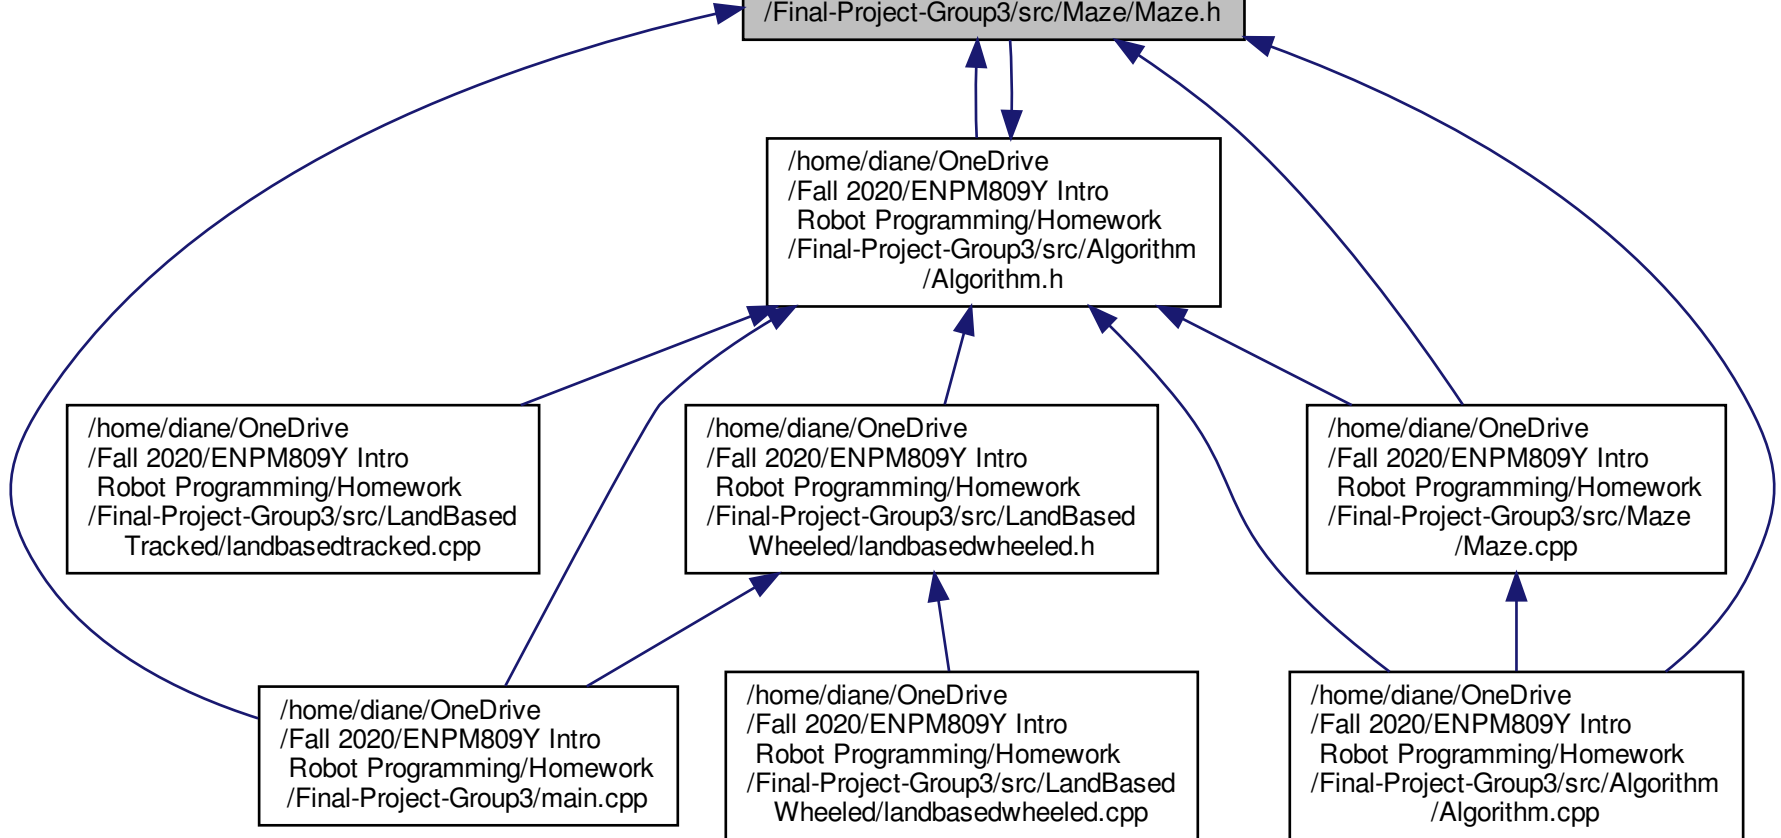 /Final-Project-Group3/src/Maze/Maze.h
/home/diane/OneDrive
/Fall 2020/ENPM809Y Intro
Robot Programming/Homework
/Final-Project-Group3/src/Algorithm
/Algorithm.h
/home/diane/OneDrive
/Fall 2020/ENPM809Y Intro
Robot Programming/Homework
/Final-Project-Group3/src/LandBased
Tracked/landbasedtracked.cpp
/home/diane/OneDrive
/Fall 2020/ENPM809Y Intro
Robot Programming/Homework
/Final-Project-Group3/src/LandBased
Wheeled/landbasedwheeled.h
/home/diane/OneDrive
/Fall 2020/ENPM809Y Intro
Robot Programming/Homework
/Final-Project-Group3/src/Maze
/Maze.cpp
/home/diane/OneDrive
/Fall 2020/ENPM809Y Intro
Robot Programming/Homework
/Final-Project-Group3/main.cpp
/home/diane/OneDrive
/Fall 2020/ENPM809Y Intro
Robot Programming/Homework
/Final-Project-Group3/src/LandBased
Wheeled/landbasedwheeled.cpp
/home/diane/OneDrive
/Fall 2020/ENPM809Y Intro
Robot Programming/Homework
/Final-Project-Group3/src/Algorithm
/Algorithm.cpp